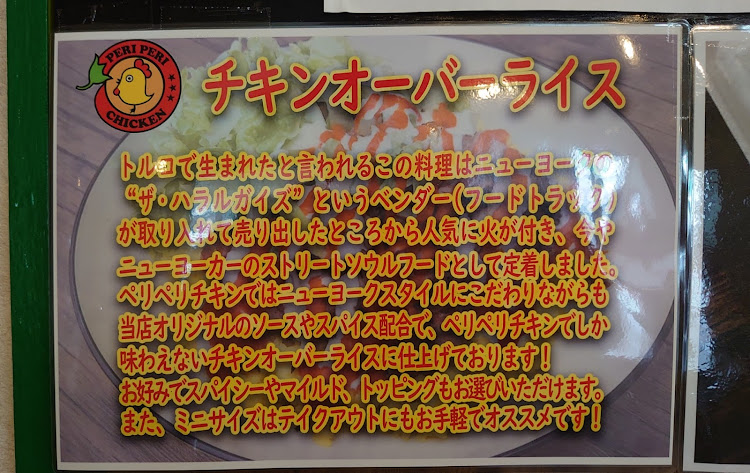 PERI PERI
CHICKEN
チキンオーバーライス
トルコで生まれたと言われるこの料理はニューヨークの
“ザ・ハラルガイズ”というベンダー(フードトラック)
が取り入れて売り出したところから人気に火が付き、今や
ニューヨーカーのストリートソウルフードとして定着しました。
ペリペリチキンではニューヨークスタイルにこだわりながらも
当店オリジナルのソースやスパイス配合で、ペリペリチキンでしか
味わえないチキンオーバーライスに仕上げております!
お好みでスパイシーやマイルド、トッピングもお選びいただけます。
また、ミニサイズはテイクアウトにもお手軽でオススメです!